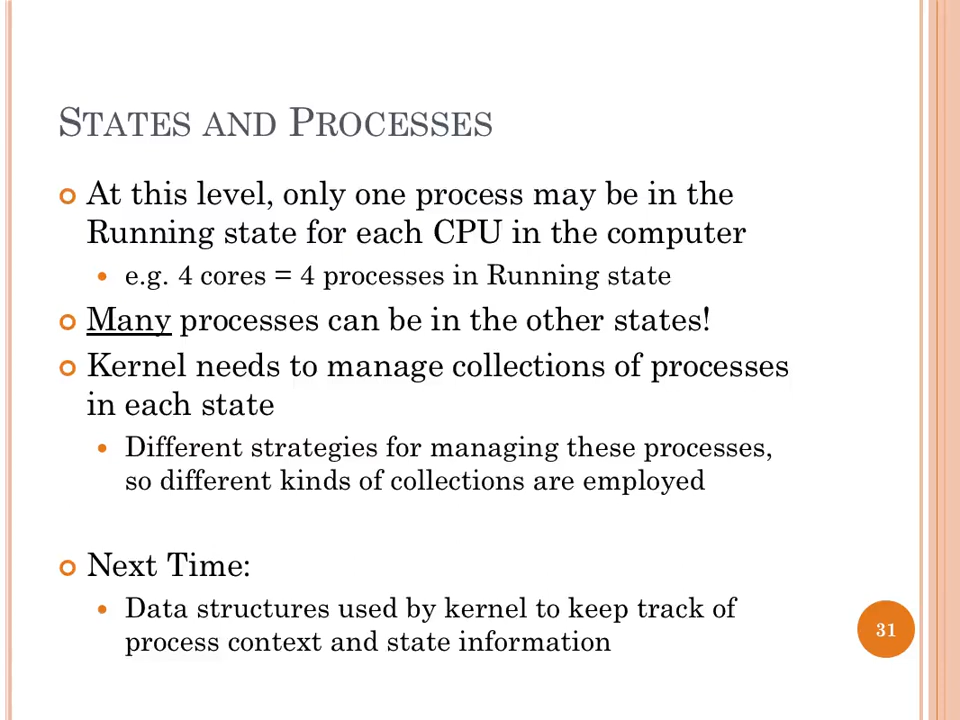 STATES AND PROCESSES
At this level, only one process may be in the
Running state for each CPU in the computer
e.g. 4 cores = 4 processes in Running state
Many processes can be in the other states!
Kernel needs to manage collections of processes
in each state
Different strategies for managing these processes,
so different kinds of collections are employed
Next Time:
Data structures used by kernel to keep track of
process context and state information
31